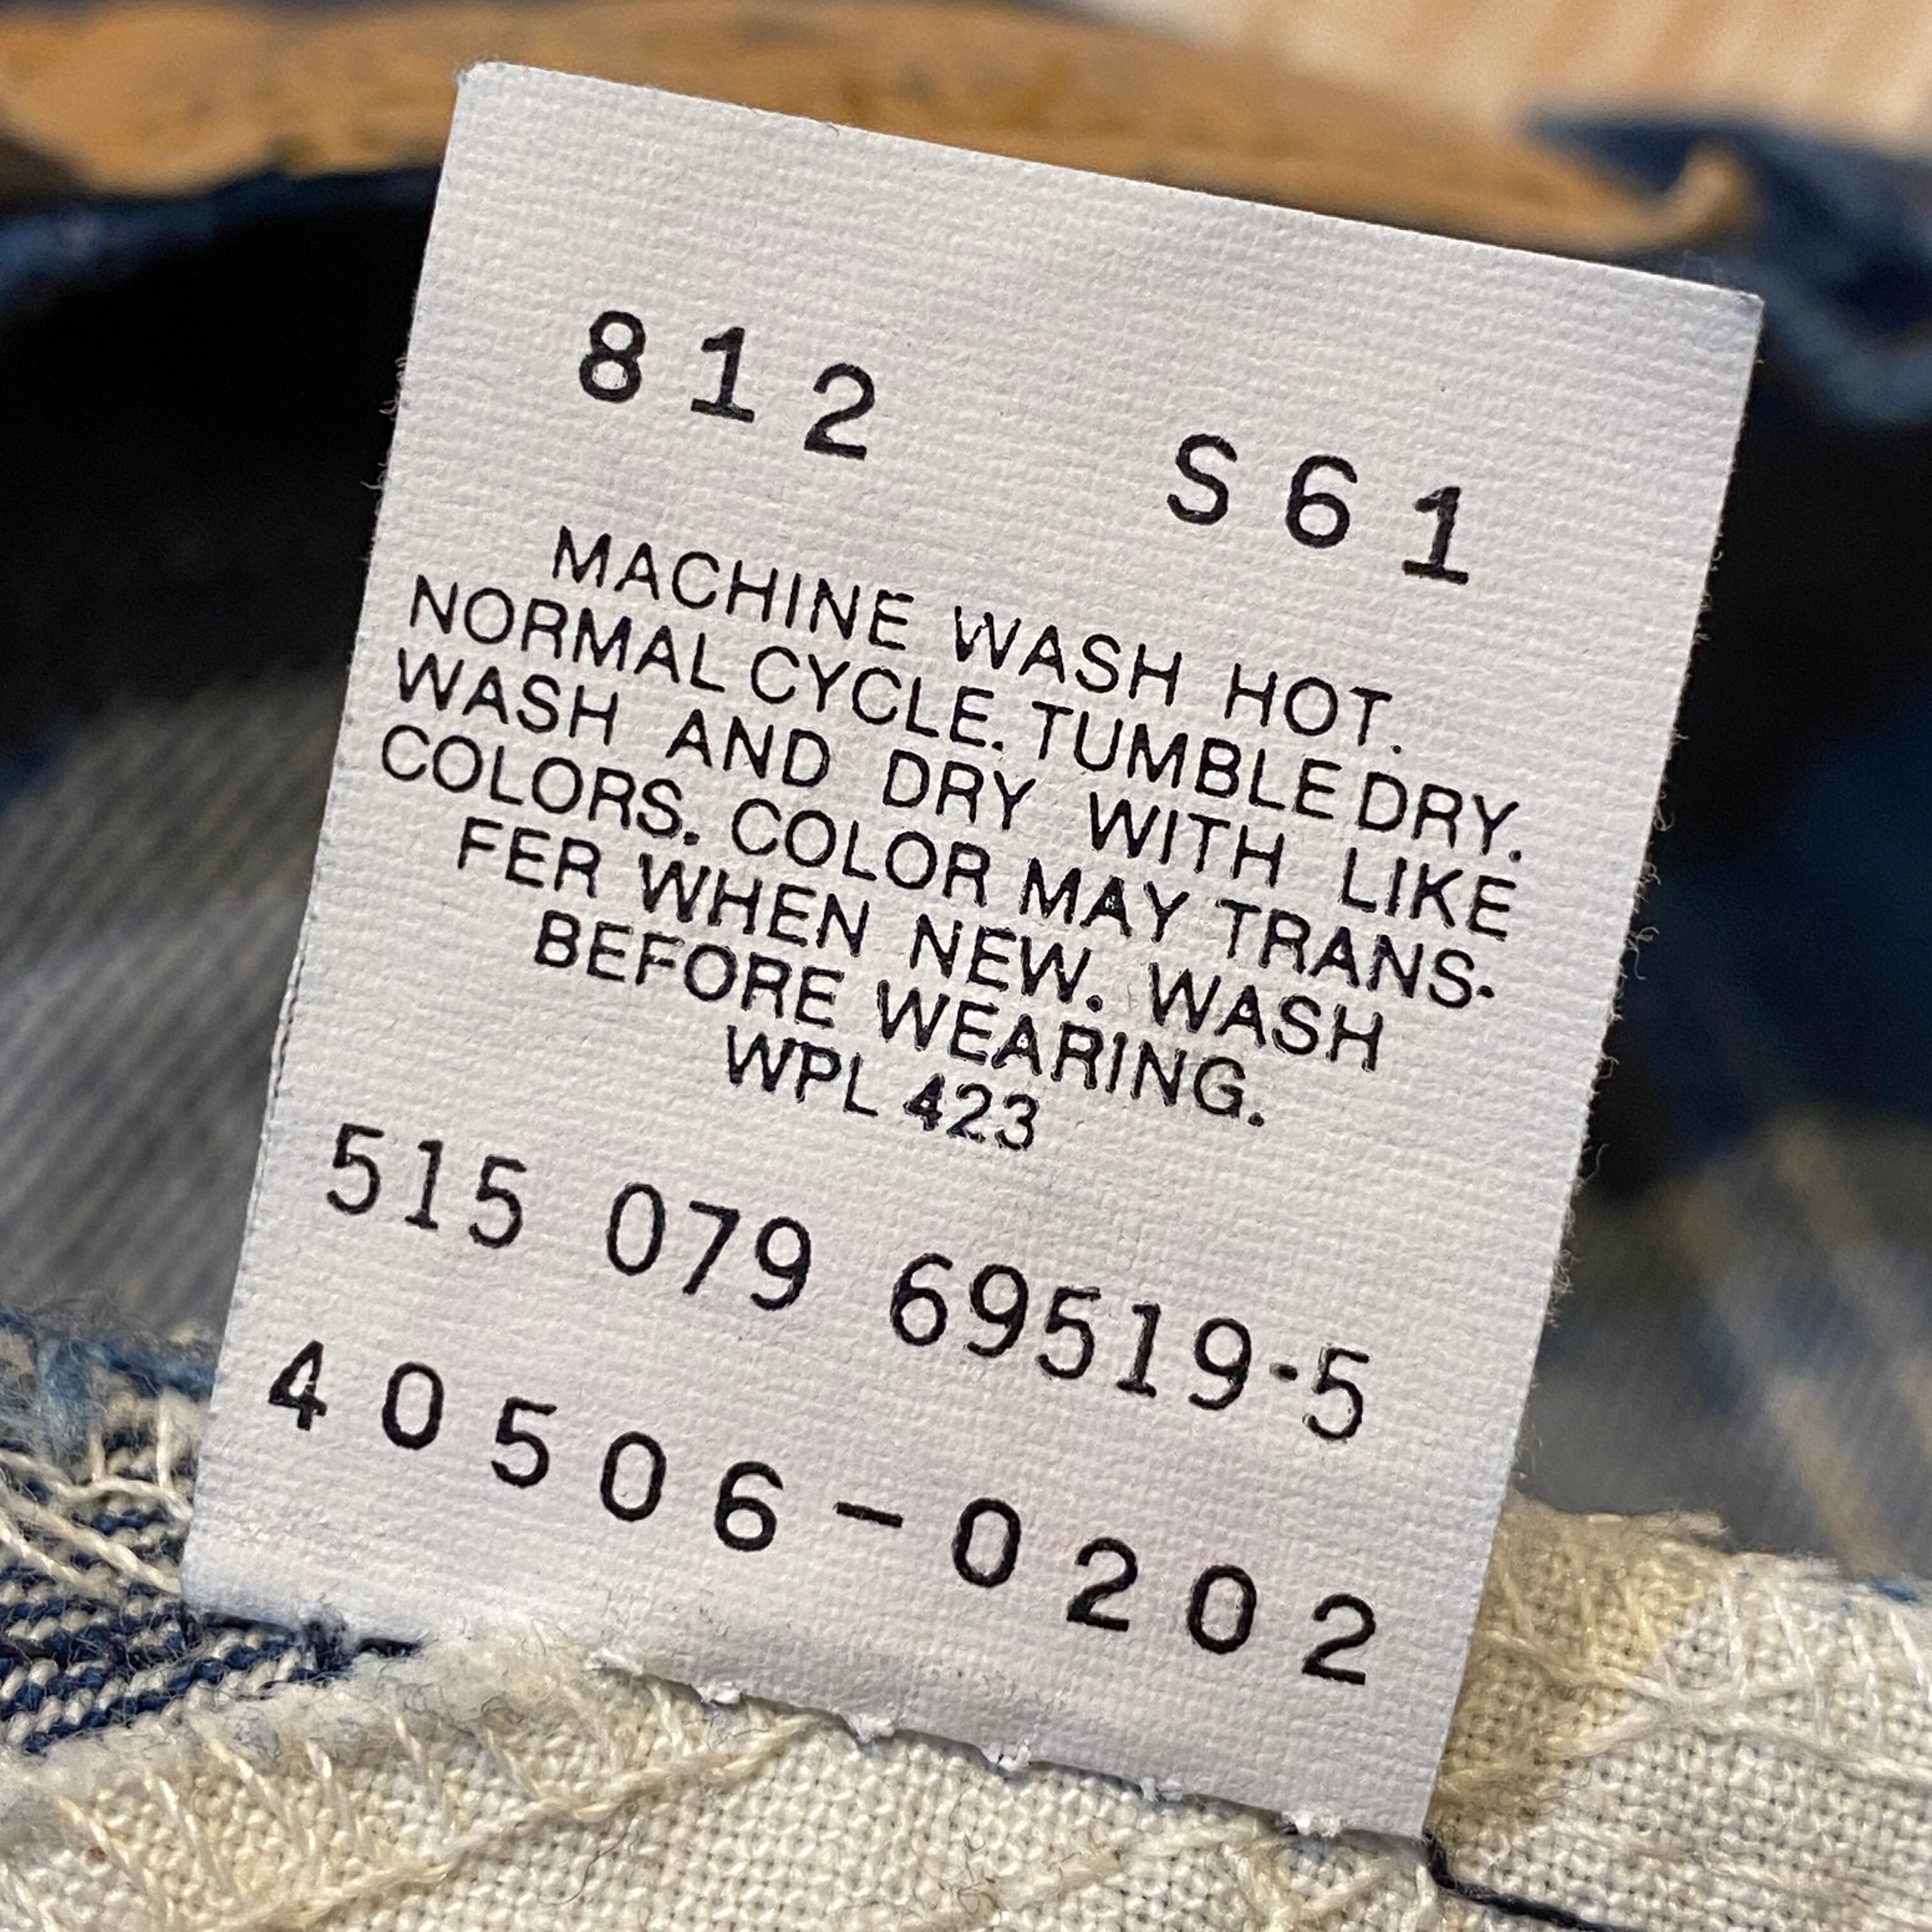 812 S61
MACHINE WASH HOT.
NORMAL CYCLE. TUMBLE DRY.
WASH AND DRY WITH LIKE
COLORS. COLOR MAY TRANS-
FER WHEN NEW. WASH
BEFORE WEARING.
WPL 423
515 079 69519-5
40506-0202